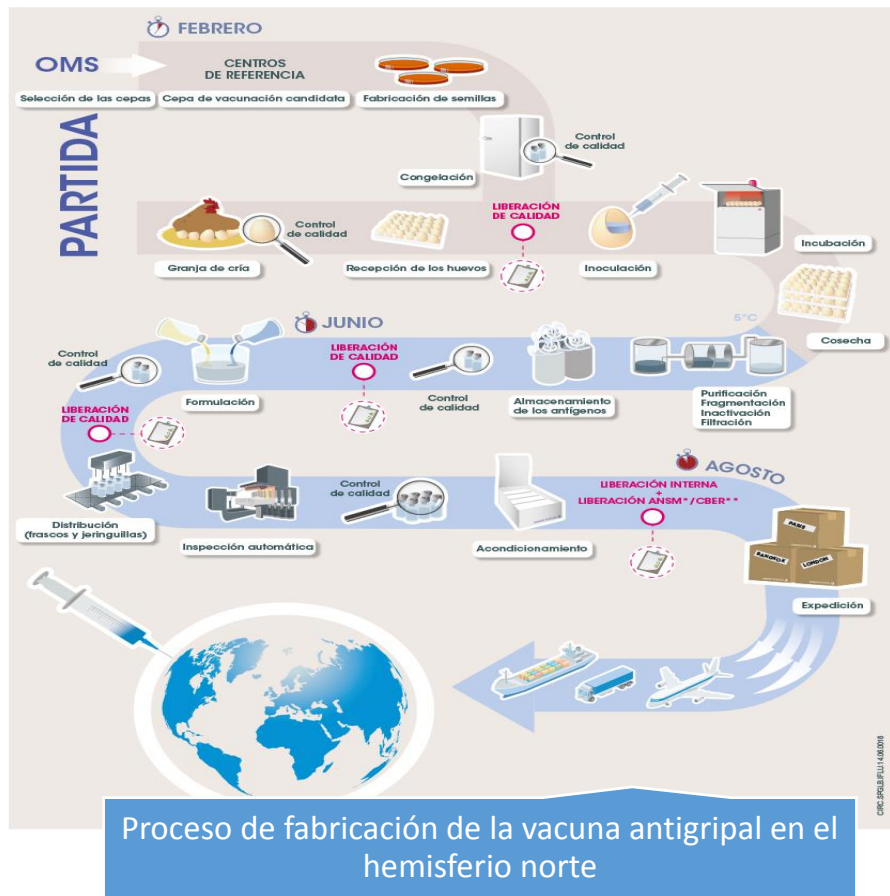 FEBRERO
OMS
CENTROS
DE REFERENCIA
Selección de las cepas
Cepa de vacunación candidata
Fabricación de semillas
PARTIDA
Control
de calidad
Congelación
LIBERACIÓN
DE CALIDAD
Control
de calidad
Granja de cría
Recepción de los huevos
Inoculación
Incubación
5°C
Cosecha
JUNIO
Control
de calidad
Formulación
LIBERACIÓN
DE CALIDAD
Control
de calidad
Almacenamiento
de los antígenos
Purificación
Fragmentación
Inactivación
Filtración
LIBERACIÓN
DE CALIDAD
AGOSTO
Distribución
(frascos y jeringuillas)
Inspección automática
Control
de calidad
Acondicionamiento
LIBERACIÓN INTERNA
+
LIBERACIÓN ANSM*/CBER**
PARIS
BANGKOK
LONDON
Expedición
Proceso de fabricación de la vacuna antigripal en el
hemisferio norte